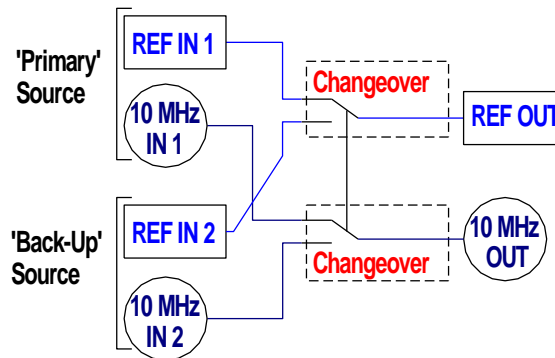 REF IN 1
'Primary'
Source
10 MHz
IN 1
Changeover
REF OUT
REF IN 2
'Back-Up'
Source
10 MHz
IN 2
Changeover
10 MHz
OUT